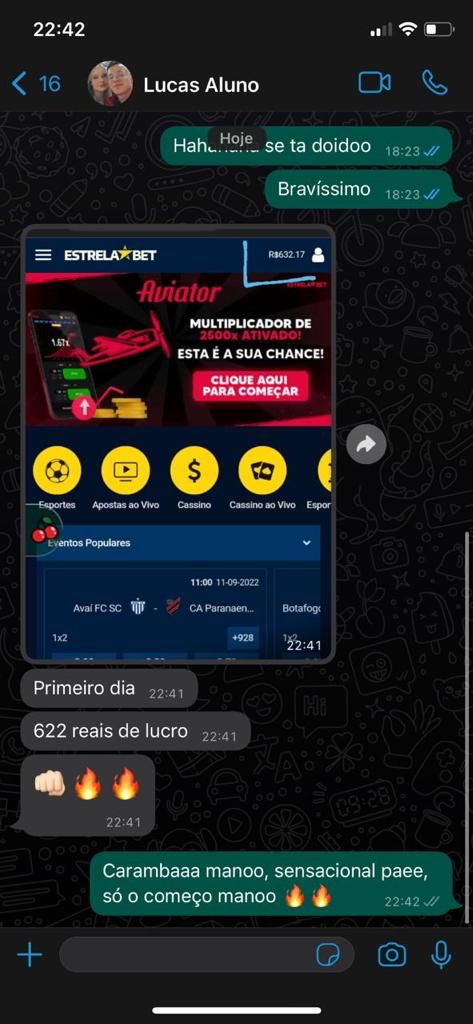 22:42
16
Lucas Aluno
Hoje
se ta doidoo
18:23
Bravíssimo
18:23
ESTRELA BET
R$632.17
Aviator
ESTRELA BET
MULTIPLICADOR DE
2500x ATIVADO!
ESTA É A SUA CHANCE!
1.67x
CLIQUE AQUI
PARA COMEÇAR
Esportes
Apostas ao Vivo
Cassino
Cassino ao Vivo
Espor
Eventos Populares
11:00 11-09-2022
Avaí FC SC - CA Paranaen...
Botafogo
1x2
+928
1x2
22:41
Primeiro dia
22:41
622 reais de lucro
22:41
👊🏻🔥🔥
22:41
Carambaaa manoo, sensacional paee,
só o começo manoo 🔥🔥
22:42